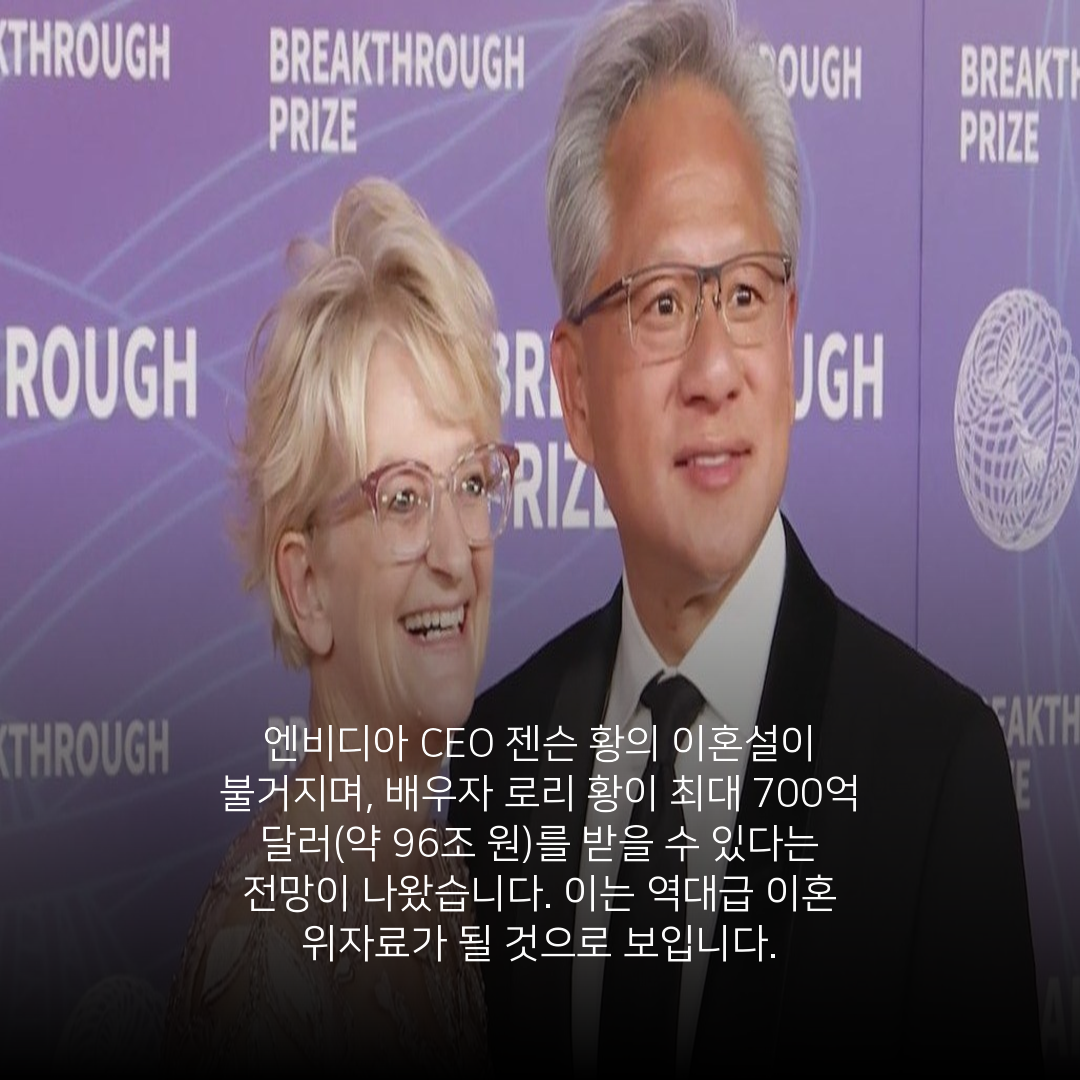 KTHROUGH
BREAKTHROUGH
PRIZE
ROUGH
BREAKTH
PRIZE
ROUGH
BRE
UGH
PRIZE
KTHROUGH
BR
EAKTH
E
엔비디아 CEO 젠슨 황의 이혼설이
불거지며, 배우자 로리 황이 최대 700억
달러(약 96조 원)를 받을 수 있다는
전망이 나왔습니다. 이는 역대급 이혼
위자료가 될 것으로 보입니다.